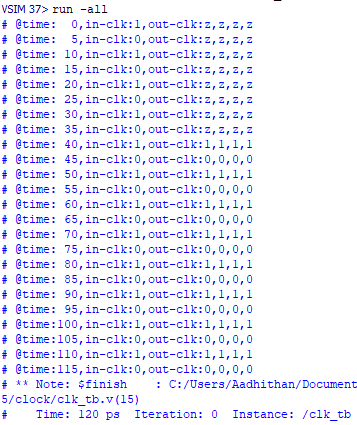 VSIM 37> run -all
# @time:  0,in-clk:1,out-clk:z,z,z,z
# @time:  5,in-clk:0,out-clk:z,z,z,z
# @time: 10,in-clk:1,out-clk:z,z,z,z
# @time: 15,in-clk:0,out-clk:z,z,z,z
# @time: 20,in-clk:1,out-clk:z,z,z,z
# @time: 25,in-clk:0,out-clk:z,z,z,z
# @time: 30,in-clk:1,out-clk:z,z,z,z
# @time: 35,in-clk:0,out-clk:z,z,z,z
# @time: 40,in-clk:1,out-clk:1,1,1,1
# @time: 45,in-clk:0,out-clk:0,0,0,0
# @time: 50,in-clk:1,out-clk:1,1,1,1
# @time: 55,in-clk:0,out-clk:0,0,0,0
# @time: 60,in-clk:1,out-clk:1,1,1,1
# @time: 65,in-clk:0,out-clk:0,0,0,0
# @time: 70,in-clk:1,out-clk:1,1,1,1
# @time: 75,in-clk:0,out-clk:0,0,0,0
# @time: 80,in-clk:1,out-clk:1,1,1,1
# @time: 85,in-clk:0,out-clk:0,0,0,0
# @time: 90,in-clk:1,out-clk:1,1,1,1
# @time: 95,in-clk:0,out-clk:0,0,0,0
# @time:100,in-clk:1,out-clk:1,1,1,1
# @time:105,in-clk:0,out-clk:0,0,0,0
# @time:110,in-clk:1,out-clk:1,1,1,1
# @time:115,in-clk:0,out-clk:0,0,0,0
# ** Note: $finish    : C:/Users/Aadhithan/Document
5/clock/clk_tb.v(15)
#    Time: 120 ps  Iteration: 0  Instance: /clk_tb